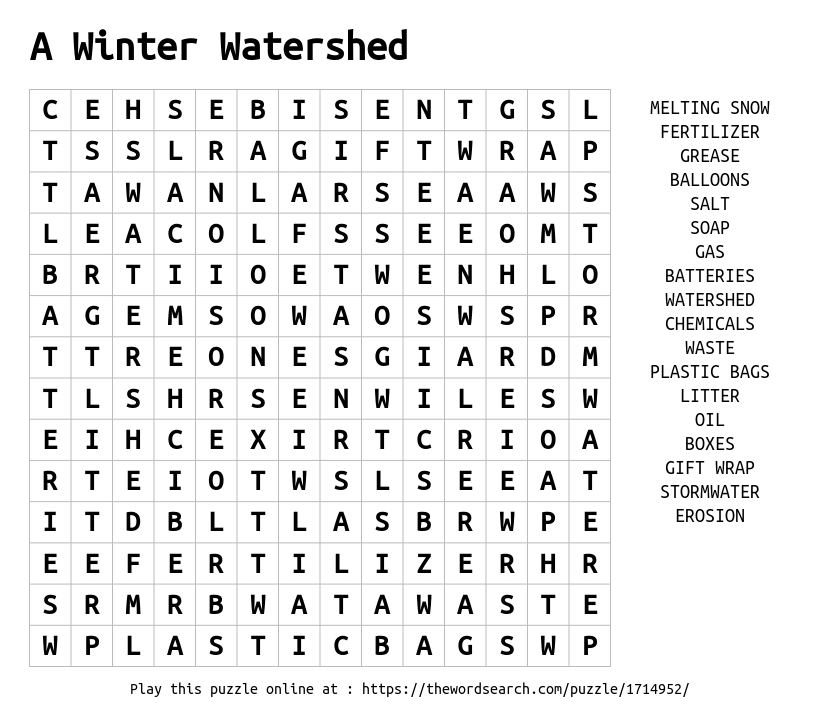 A Winter Watershed
C E H S E B I S E N T G S L
T S S L R A G I F T W R A P
T A W A N L A R S E A A W S
L E A C O L F S S E E O M T
B R T I I O E T W E N H L O
A G E M S O W A O S W S P R
T T R E O N E S G I A R D M
T L S H R S E N W I L E S W
E I H C E X I R T C R I O A
R T E I O T W S L S E E A T
I T D B L T L A S B R W P E
E E F E R T I L I Z E R H R
S R M R B W A T A W A S T E
W P L A S T I C B A G S W P
MELTING SNOW
FERTILIZER
GREASE
BALLOONS
SALT
SOAP
GAS
BATTERIES
WATERSHED
CHEMICALS
WASTE
PLASTIC BAGS
LITTER
OIL
BOXES
GIFT WRAP
STORMWATER
EROSION
Play this puzzle online at : https://thewordsearch.com/puzzle/1714952/